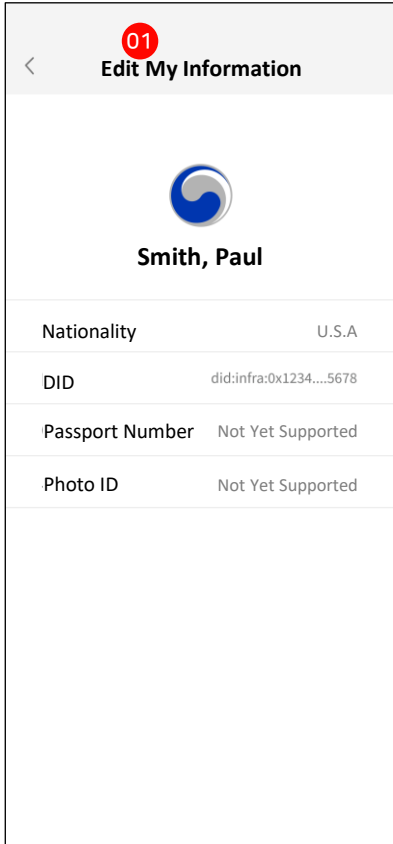 01
Edit My Information
Smith, Paul
Nationality U.S.A
DID did:infra:0x1234....5678
Passport Number Not Yet Supported
Photo ID Not Yet Supported